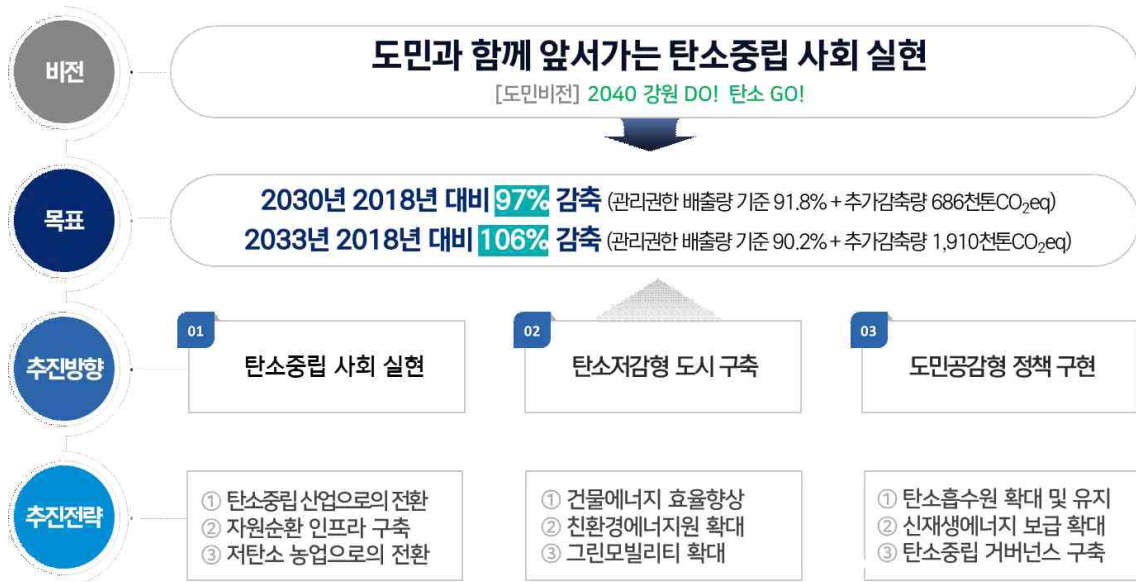 비전
도민과 함께 앞서가는 탄소중립 사회 실현
[도민비전] 2040 강원 DO! 탄소 GO!
목표
2030년 2018년 대비 97% 감축 (관리권한 배출량 기준 91.8% + 추가감축량 686천톤CO₂eq)
2033년 2018년 대비 106% 감축 (관리권한 배출량 기준 90.2% + 추가감축량 1,910천톤CO₂eq)
추진방향
01
탄소중립 사회 실현
02
탄소저감형 도시 구축
03
도민공감형 정책 구현
추진전략
① 탄소중립 산업으로의 전환
② 자원순환 인프라 구축
③ 저탄소 농업으로의 전환
① 건물에너지 효율향상
② 친환경에너지원 확대
③ 그린모빌리티 확대
① 탄소흡수원 확대 및 유지
② 신재생에너지 보급 확대
③ 탄소중립 거버넌스 구축